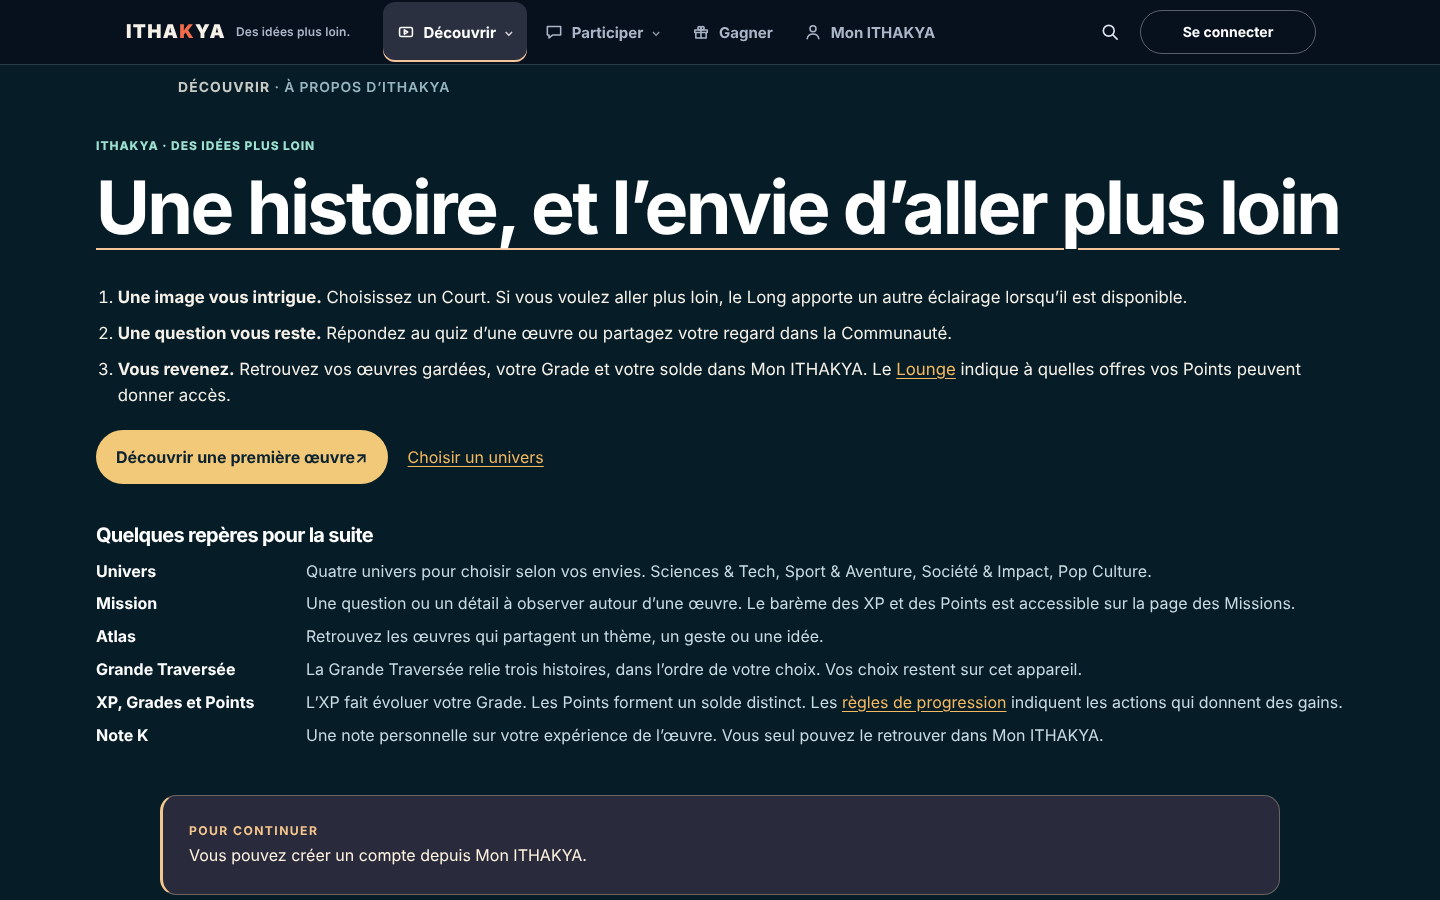 ITHAKYA Des idées plus loin. Découvrir Participer Gagner Mon ITHAKYA Se connecter
DÉCOUVRIR · À PROPOS D’ITHAKYA
ITHAKYA · DES IDÉES PLUS LOIN
Une histoire, et l’envie d’aller plus loin
1. Une image vous intrigue. Choisissez un Court. Si vous voulez aller plus loin, le Long apporte un autre éclairage lorsqu’il est disponible.
2. Une question vous reste. Répondez au quiz d’une œuvre ou partagez votre regard dans la Communauté.
3. Vous revenez. Retrouvez vos œuvres gardées, votre Grade et votre solde dans Mon ITHAKYA. Le Lounge indique à quelles offres vos Points peuvent
donner accès.
Découvrir une première œuvre↗ Choisir un univers
Quelques repères pour la suite
Univers Quatre univers pour choisir selon vos envies. Sciences & Tech, Sport & Aventure, Société & Impact, Pop Culture.
Mission Une question ou un détail à observer autour d’une œuvre. Le barème des XP et des Points est accessible sur la page des Missions.
Atlas Retrouvez les œuvres qui partagent un thème, un geste ou une idée.
Grande Traversée La Grande Traversée relie trois histoires, dans l’ordre de votre choix. Vos choix restent sur cet appareil.
XP, Grades et Points L’XP fait évoluer votre Grade. Les Points forment un solde distinct. Les règles de progression indiquent les actions qui donnent des gains.
Note K Une note personnelle sur votre expérience de l’œuvre. Vous seul pouvez le retrouver dans Mon ITHAKYA.
POUR CONTINUER
Vous pouvez créer un compte depuis Mon ITHAKYA.